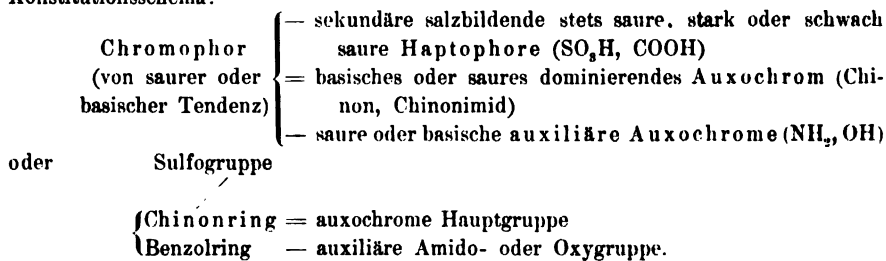 Konstitutionsschema:
— sekundäre salzbildende stets saure, stark oder schwach
Chromophor saure Haptophore (SO₃H, COOH)
(von saurer oder = basisches oder saures dominierendes Auxochrom (Chi-
basischer Tendenz) non, Chinonimid)
— saure oder basische auxiliäre Auxochrome (NH₂, OH)
oder Sulfogruppe
Chinonring = auxochrome Hauptgruppe
Benzolring — auxiliäre Amido- oder Oxygruppe.